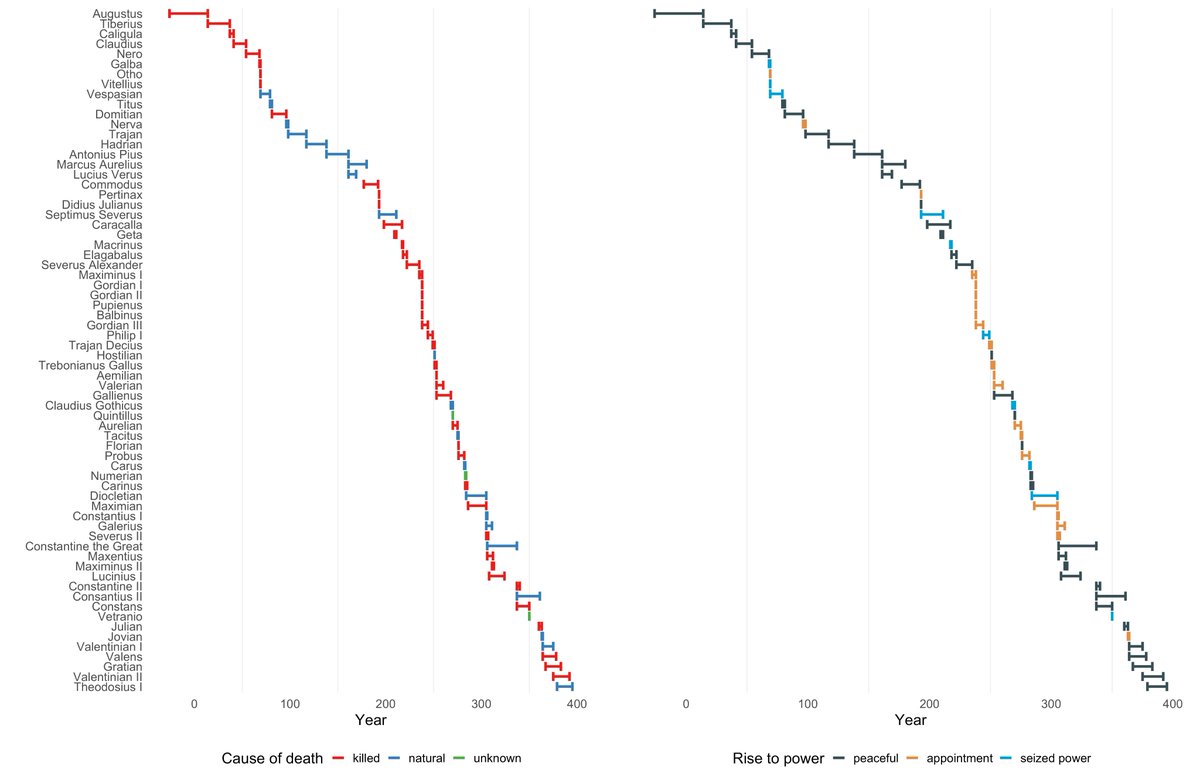 Augustus
Tiberius
Caligula
Claudius
Nero
Galba
Otho
Vitellius
Vespasian
Titus
Domitian
Nerva
Trajan
Hadrian
Antonius Pius
Marcus Aurelius
Lucius Verus
Commodus
Pertinax
Didius Julianus
Septimus Severus
Caracalla
Geta
Macrinus
Elagabalus
Severus Alexander
Maximinus I
Gordian I
Gordian II
Pupienus
Balbinus
Gordian III
Philip I
Trajan Decius
Hostilian
Trebonianus Gallus
Aemilian
Valerian
Gallienus
Claudius Gothicus
Quintillus
Aurelian
Tacitus
Florian
Probus
Carus
Numerian
Carinus
Diocletian
Maximian
Constantius I
Galerius
Severus II
Constantine the Great
Maxentius
Maximinus II
Lucinius I
Constantine II
Consantius II
Constans
Vetranio
Julian
Jovian
Valentinian I
Valens
Gratian
Valentinian II
Theodosius I
0 100 200 300 400
Year
Cause of death killed natural unknown
0 100 200 300 400
Year
Rise to power peaceful appointment seized power